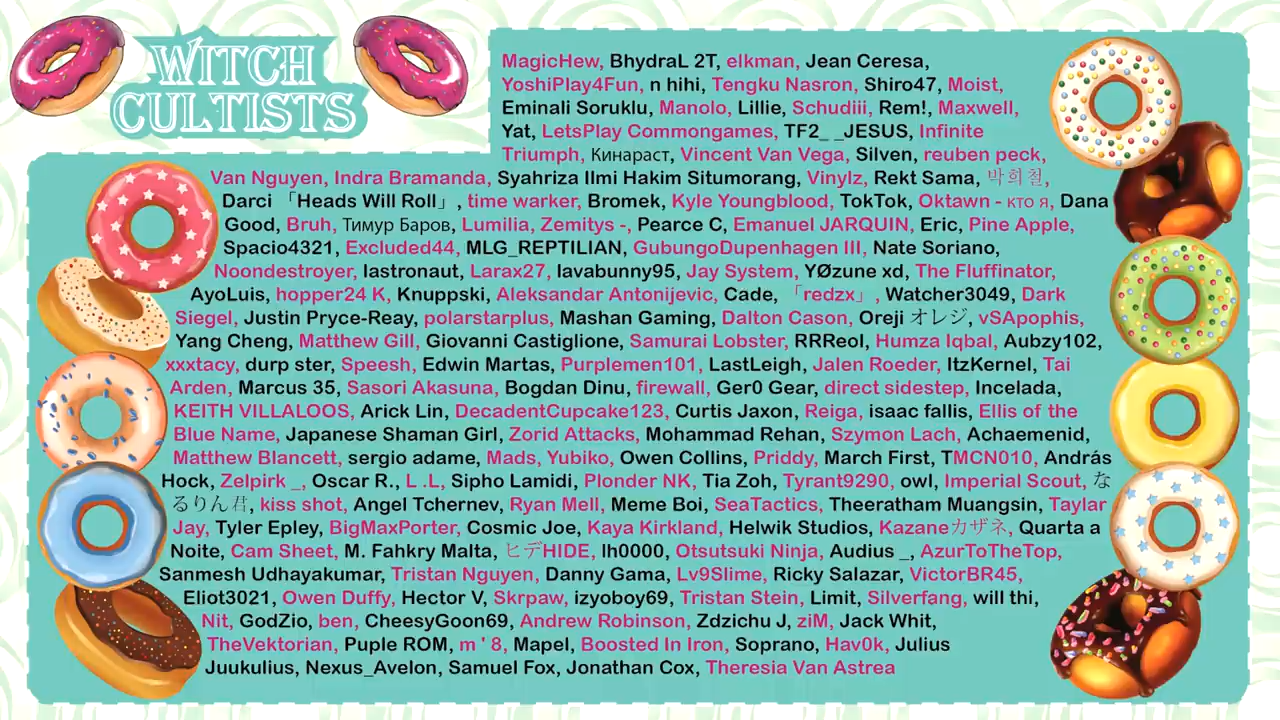 WITCH
CULTISTS
MagicHew, BhydraL 2T, elkman, Jean Ceresa,
YoshiPlay4Fun, n hihi, Tengku Nasron, Shiro47, Moist,
Eminali Soruklu, Manolo, Lillie, Schudiii, Rem!, Maxwell,
Yat, LetsPlay Commongames, TF2_ _JESUS, Infinite
Triumph, Кинараст, Vincent Van Vega, Silven, reuben peck,
Van Nguyen, Indra Bramanda, Syahriza Ilmi Hakim Situmorang, Vinylz, Rekt Sama, 박희철,
Darci 「Heads Will Roll」, time warker, Bromek, Kyle Youngblood, TokTok, Oktawn - кто я, Dana
Good, Bruh, Тимур Баров, Lumilia, Zemitys -, Pearce C, Emanuel JARQUIN, Eric, Pine Apple,
Spacio4321, Excluded44, MLG_REPTILIAN, GubungoDupenhagen III, Nate Soriano,
Noondestroyer, Iastronaut, Larax27, lavabunny95, Jay System, YØzune xd, The Fluffinator,
AyoLuis, hopper24 K, Knuppski, Aleksandar Antonijevic, Cade, 「redzx」, Watcher3049, Dark
Siegel, Justin Pryce-Reay, polarstarplus, Mashan Gaming, Dalton Cason, Oreji オレジ, vSApophis,
Yang Cheng, Matthew Gill, Giovanni Castiglione, Samurai Lobster, RRReol, Humza Iqbal, Aubzy102,
xxxtacy, durp ster, Speesh, Edwin Martas, Purplemen101, LastLeigh, Jalen Roeder, ItzKernel, Tai
Arden, Marcus 35, Sasori Akasuna, Bogdan Dinu, firewall, Ger0 Gear, direct sidestep, Incelada,
KEITH VILLALOOS, Arick Lin, DecadentCupcake123, Curtis Jaxon, Reiga, isaac fallis, Ellis of the
Blue Name, Japanese Shaman Girl, Zorid Attacks, Mohammad Rehan, Szymon Lach, Achaemenid,
Matthew Blancett, sergio adame, Mads, Yubiko, Owen Collins, Priddy, March First, TMCN010, András
Hock, Zelpirk _, Oscar R., L .L, Sipho Lamidi, Plonder NK, Tia Zoh, Tyrant9290, owl, Imperial Scout, な
るりん君, kiss shot, Angel Tchernev, Ryan Mell, Meme Boi, SeaTactics, Theeratham Muangsin, Taylar
Jay, Tyler Epley, BigMaxPorter, Cosmic Joe, Kaya Kirkland, Helwik Studios, Kazaneカザネ, Quarta a
Noite, Cam Sheet, M. Fahkry Malta, ヒデHIDE, lh0000, Otsutsuki Ninja, Audius _, AzurToTheTop,
Sanmesh Udhayakumar, Tristan Nguyen, Danny Gama, Lv9Slime, Ricky Salazar, VictorBR45,
Eliot3021, Owen Duffy, Hector V, Skrpaw, izyoboy69, Tristan Stein, Limit, Silverfang, will thi,
Nit, GodZio, ben, CheesyGoon69, Andrew Robinson, Zdzichu J, ziM, Jack Whit,
TheVektorian, Puple ROM, m ' 8, Mapel, Boosted In Iron, Soprano, Hav0k, Julius
Juukulius, Nexus_Avelon, Samuel Fox, Jonathan Cox, Theresia Van Astrea